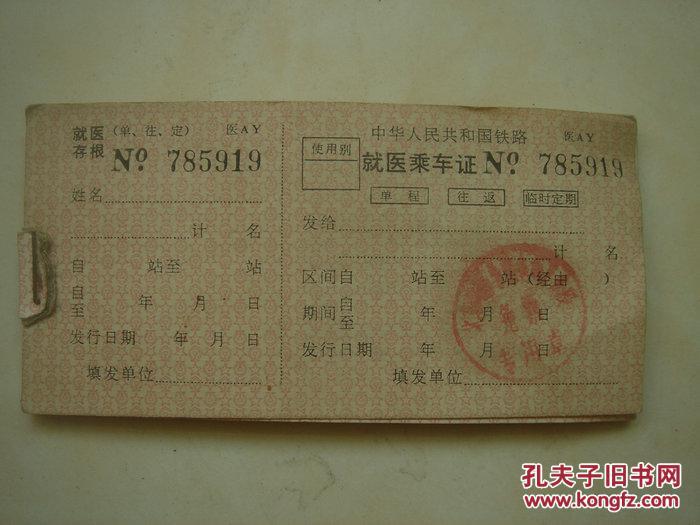 就医（单、往、定） 医AY
存根 No 785919
姓名
计 名
自 站至 站
自
至 年 月 日
发行日期 年 月 日
填发单位
中华人民共和国铁路 医AY
使用别
就医乘车证 No 785919
单程 往返 临时定期
发给
计 名
区间自 站至 站（经由 ）
期间自
至 年 月 日
发行日期 年 月 日
填发单位
专用章
孔夫子旧书网
www.kongfz.com